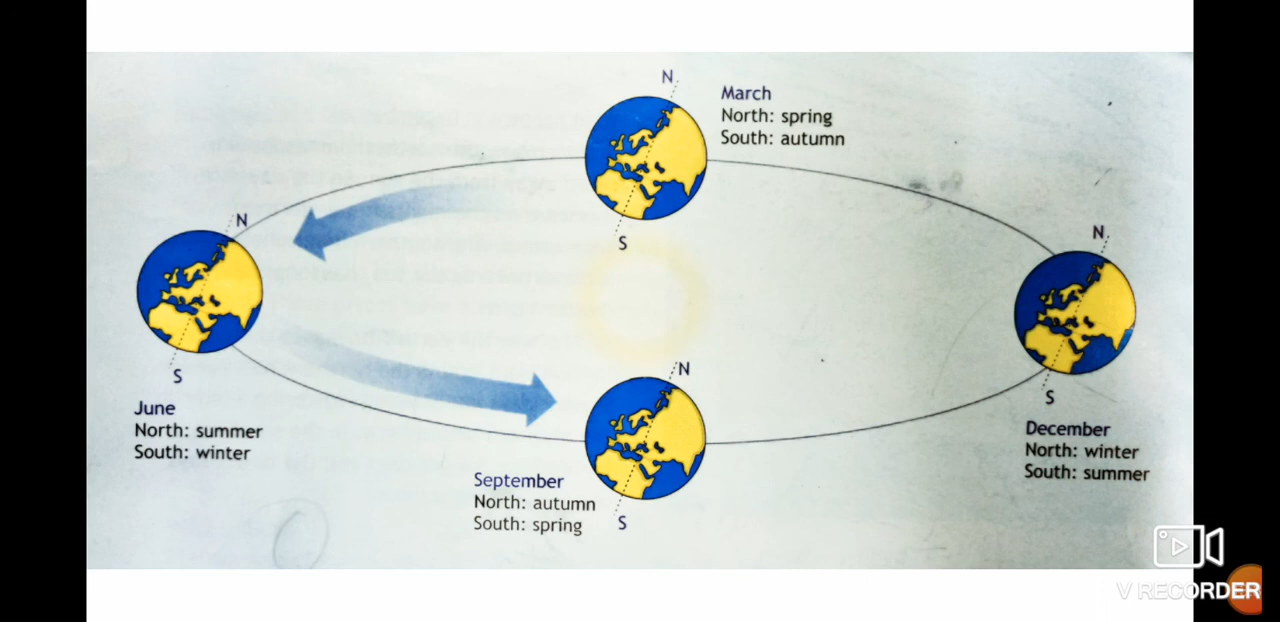 N
March
North: spring
South: autumn
S
N
S
June
North: summer
South: winter
N
S
December
North: winter
South: summer
N
September
North: autumn
South: spring
S
V RECORDER